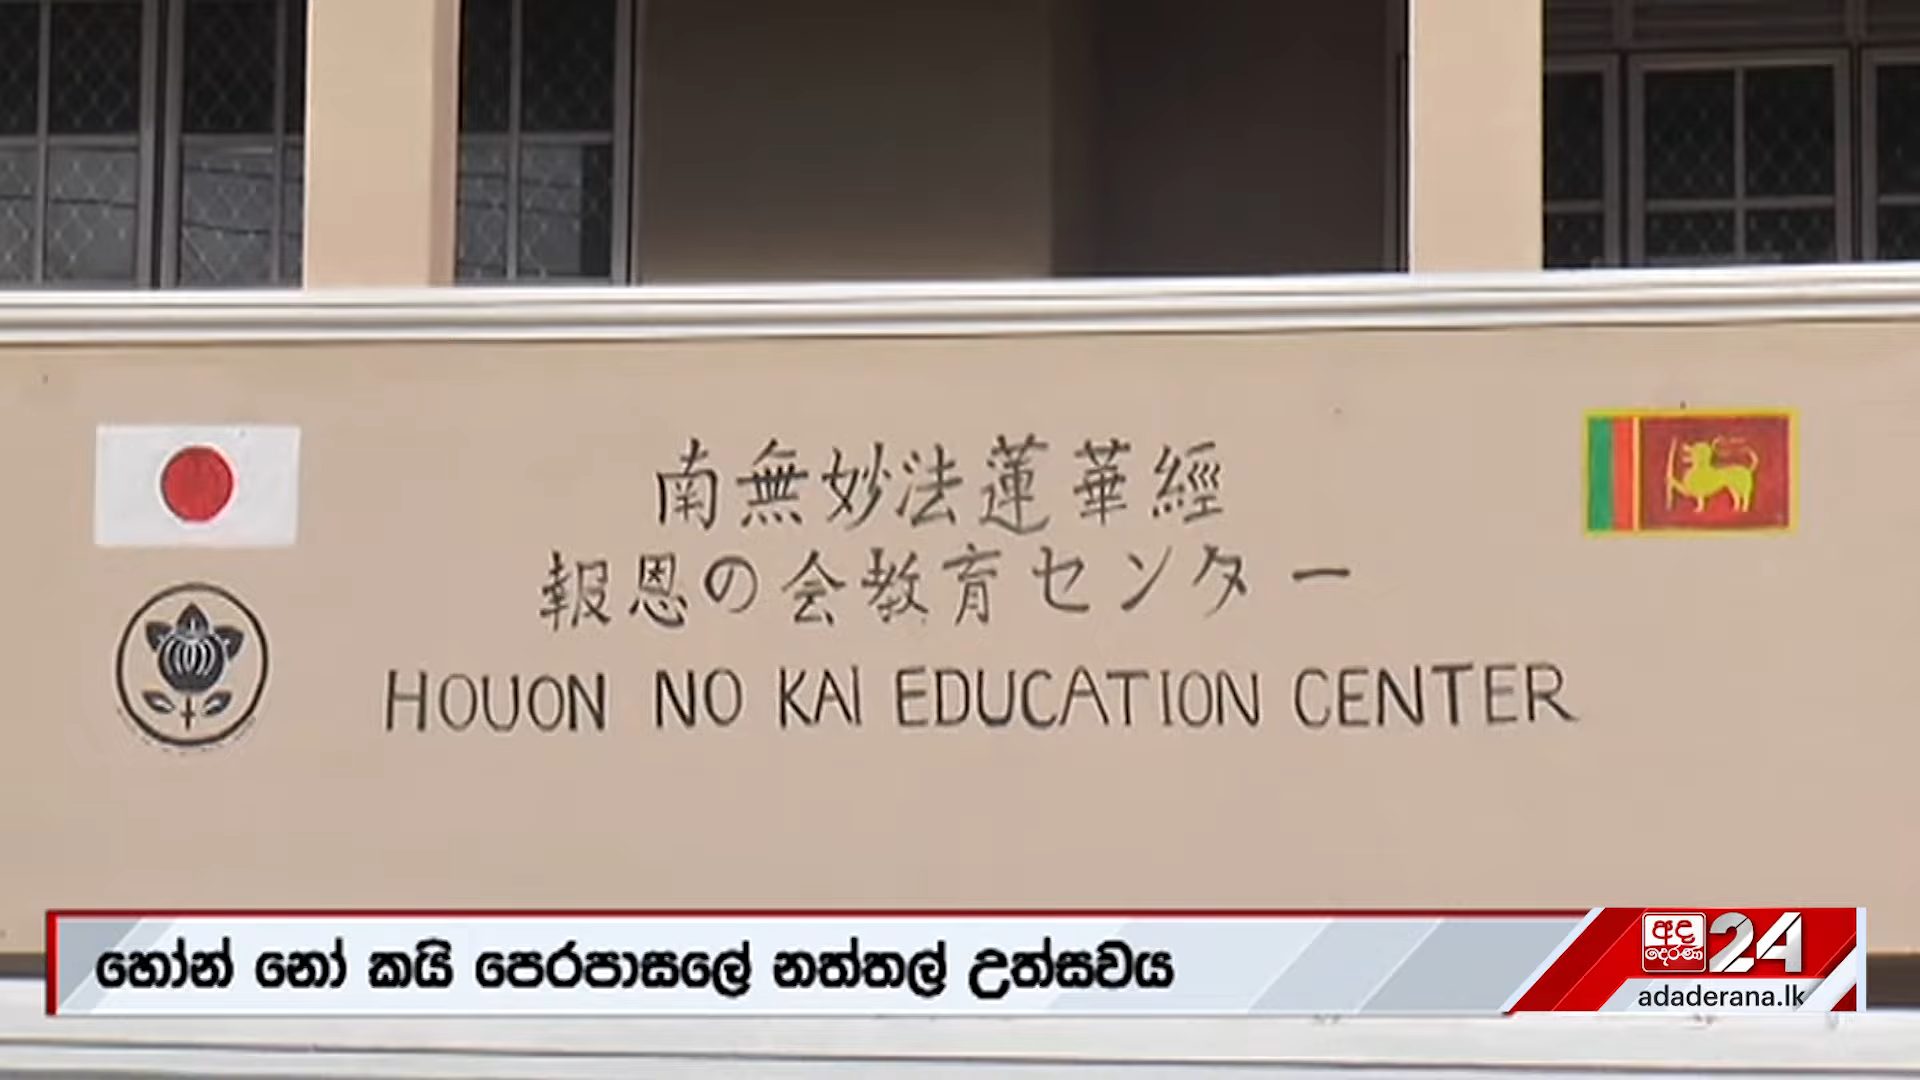 南無妙法蓮華經
報恩の会教育センター
HOUON NO KAI EDUCATION CENTER
හෝන් නෝ කයි පෙරපාසලේ නත්තල් උත්සවය
අද
දෙරණ
24
adaderana.lk